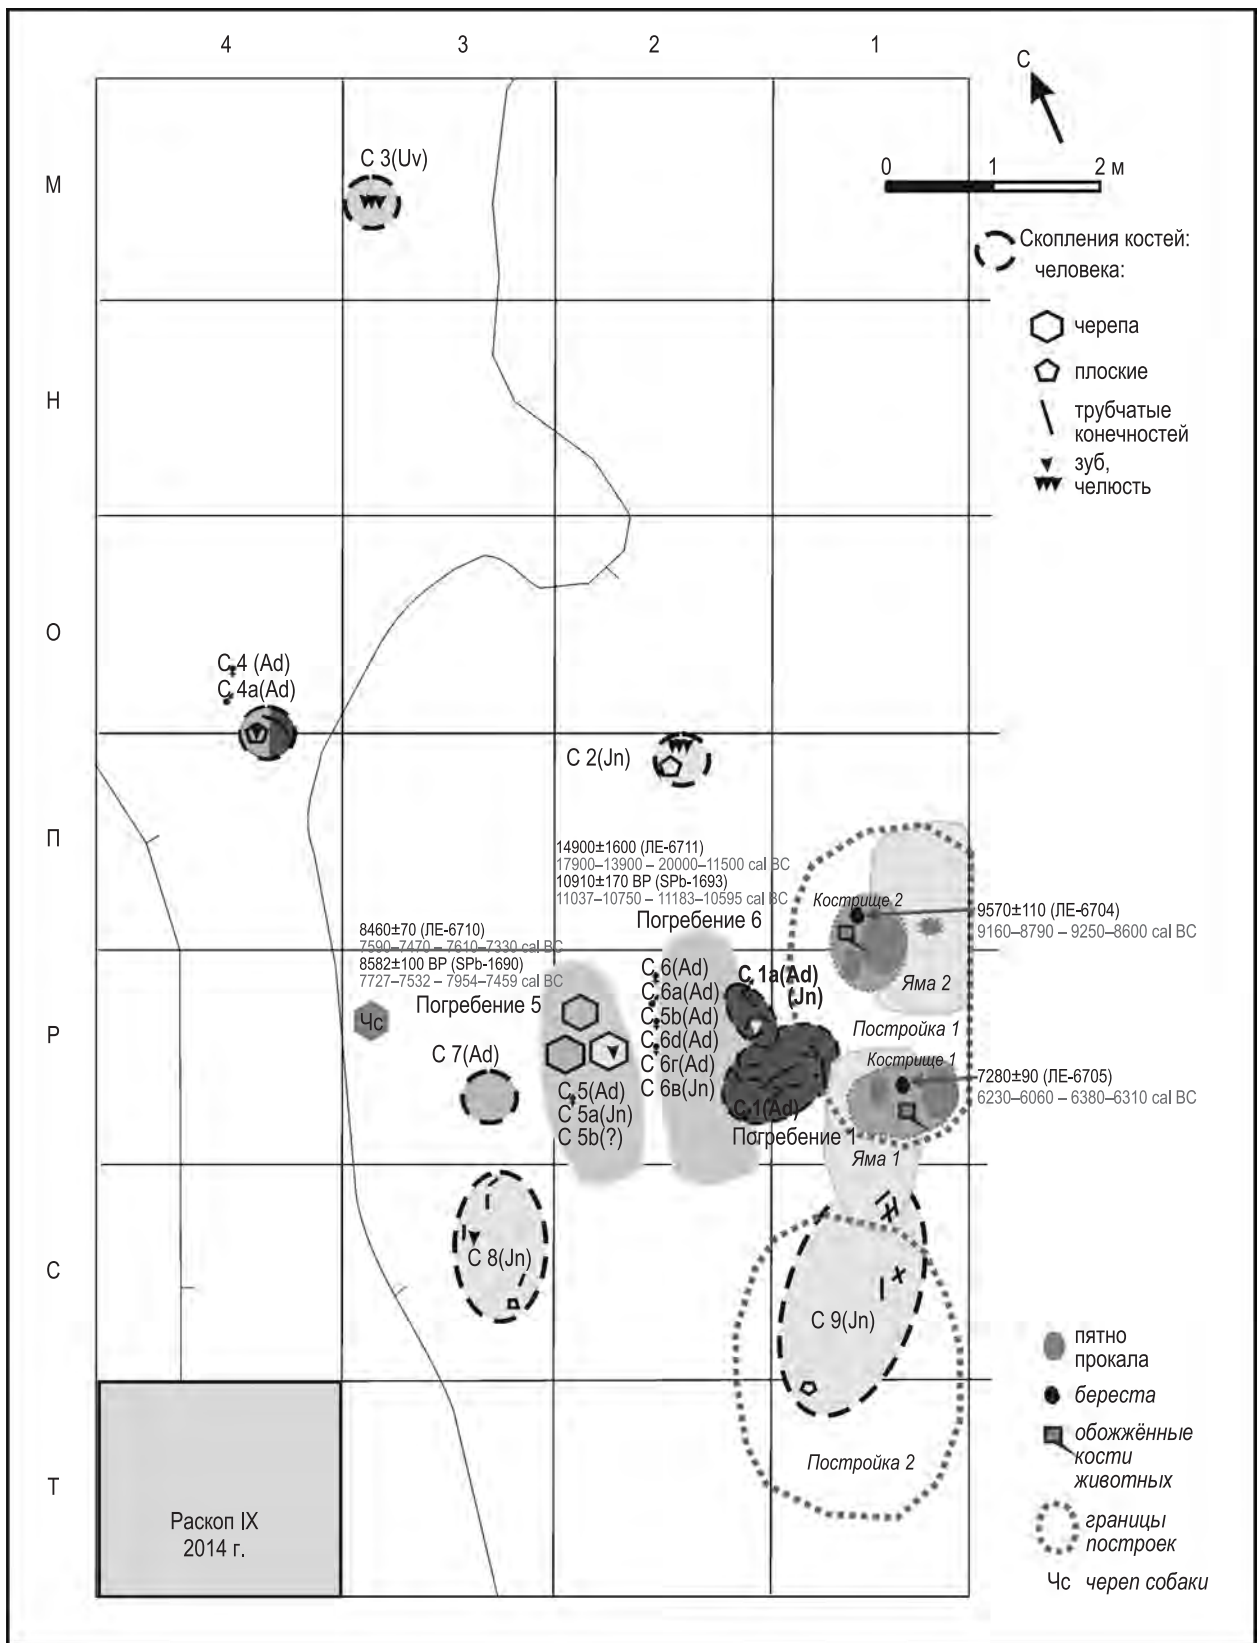 4 3 2 1
С
0 1 2 м
М
С 3(Uv)
Скопления костей:
человека:
черепа
плоские
трубчатые
конечностей
зуб,
челюсть
Н
О
С 4 (Ad)
С 4а(Ad)
С 2(Jn)
П
14900±1600 (ЛЕ-6711)
17900–13900 – 20000–11500 cal BC
10910±170 BP (SPb-1693)
11037–10750 – 11183–10595 cal BC
Погребение 6
Кострище 2
9570±110 (ЛЕ-6704)
9160–8790 – 9250–8600 cal BC
8460±70 (ЛЕ-6710)
7590–7470 – 7610–7330 cal BC
8582±100 BP (SPb-1690)
7727–7532 – 7954–7459 cal BC
Погребение 5
Р
Чс
С 7(Ad)
С 5(Ad)
С 5а(Jn)
С 5b(?)
С 6(Ad)
С 6а(Ad)
С 5b(Ad)
С 6d(Ad)
С 6г(Ad)
С 6в(Jn)
С 1а(Ad)
(Jn)
С 1(Ad)
Погребение 1
Яма 2
Постройка 1
Кострище 1
7280±90 (ЛЕ-6705)
6230–6060 – 6380–6310 cal BC
Яма 1
С
С 8(Jn)
С 9(Jn)
Т
Постройка 2
Раскоп IX
2014 г.
пятно
прокала
береста
обожжённые
кости
животных
границы
построек
Чс череп собаки